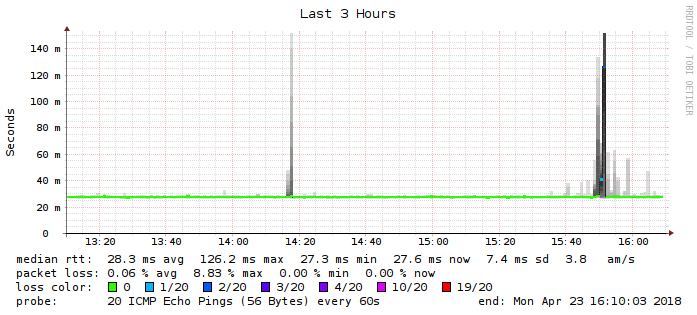 Last 3 Hours
RRDTOOL / TOBI OETIKER
Seconds
140 m
120 m
100 m
80 m
60 m
40 m
20 m
0
13:20 13:40 14:00 14:20 14:40 15:00 15:20 15:40 16:00
median rtt: 28.3 ms avg 126.2 ms max 27.3 ms min 27.6 ms now 7.4 ms sd 3.8 am/s
packet loss: 0.06 % avg 8.83 % max 0.00 % min 0.00 % now
loss color: 0 1/20 2/20 3/20 4/20 10/20 19/20
probe: 20 ICMP Echo Pings (56 Bytes) every 60s end: Mon Apr 23 16:10:03 2018